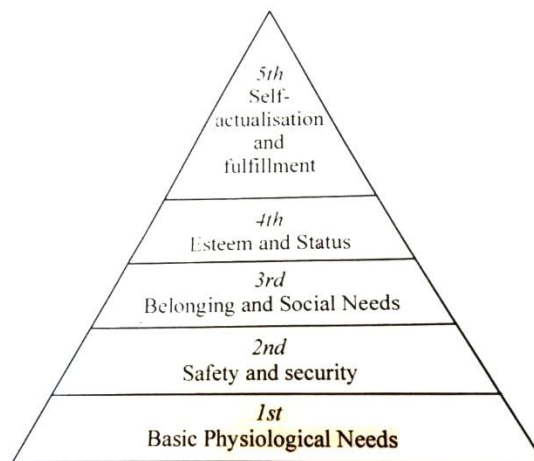 5th
Self-
actualisation
and
fulfillment
4th
Esteem and Status
3rd
Belonging and Social Needs
2nd
Safety and security
1st
Basic Physiological Needs